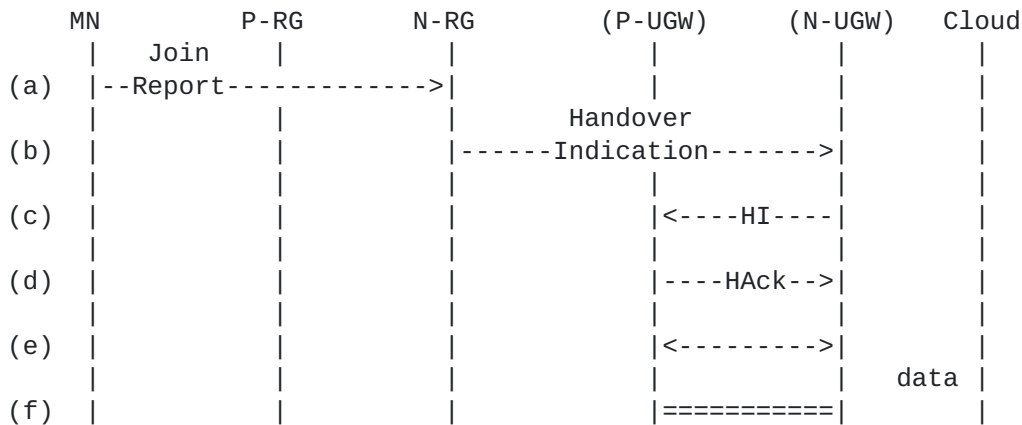 MN P-RG N-RG (P-UGW) (N-UGW) Cloud
| Join | | | | |
(a) |--Report------------->| | | |
| | | Handover | |
(b) | | |------Indication------->| |
| | | | | |
(c) | | | |<----HI----| |
| | | | | |
(d) | | | |----HAck-->| |
| | | | | |
(e) | | | |<--------->| |
| | | | | data |
(f) | | | |===========| |